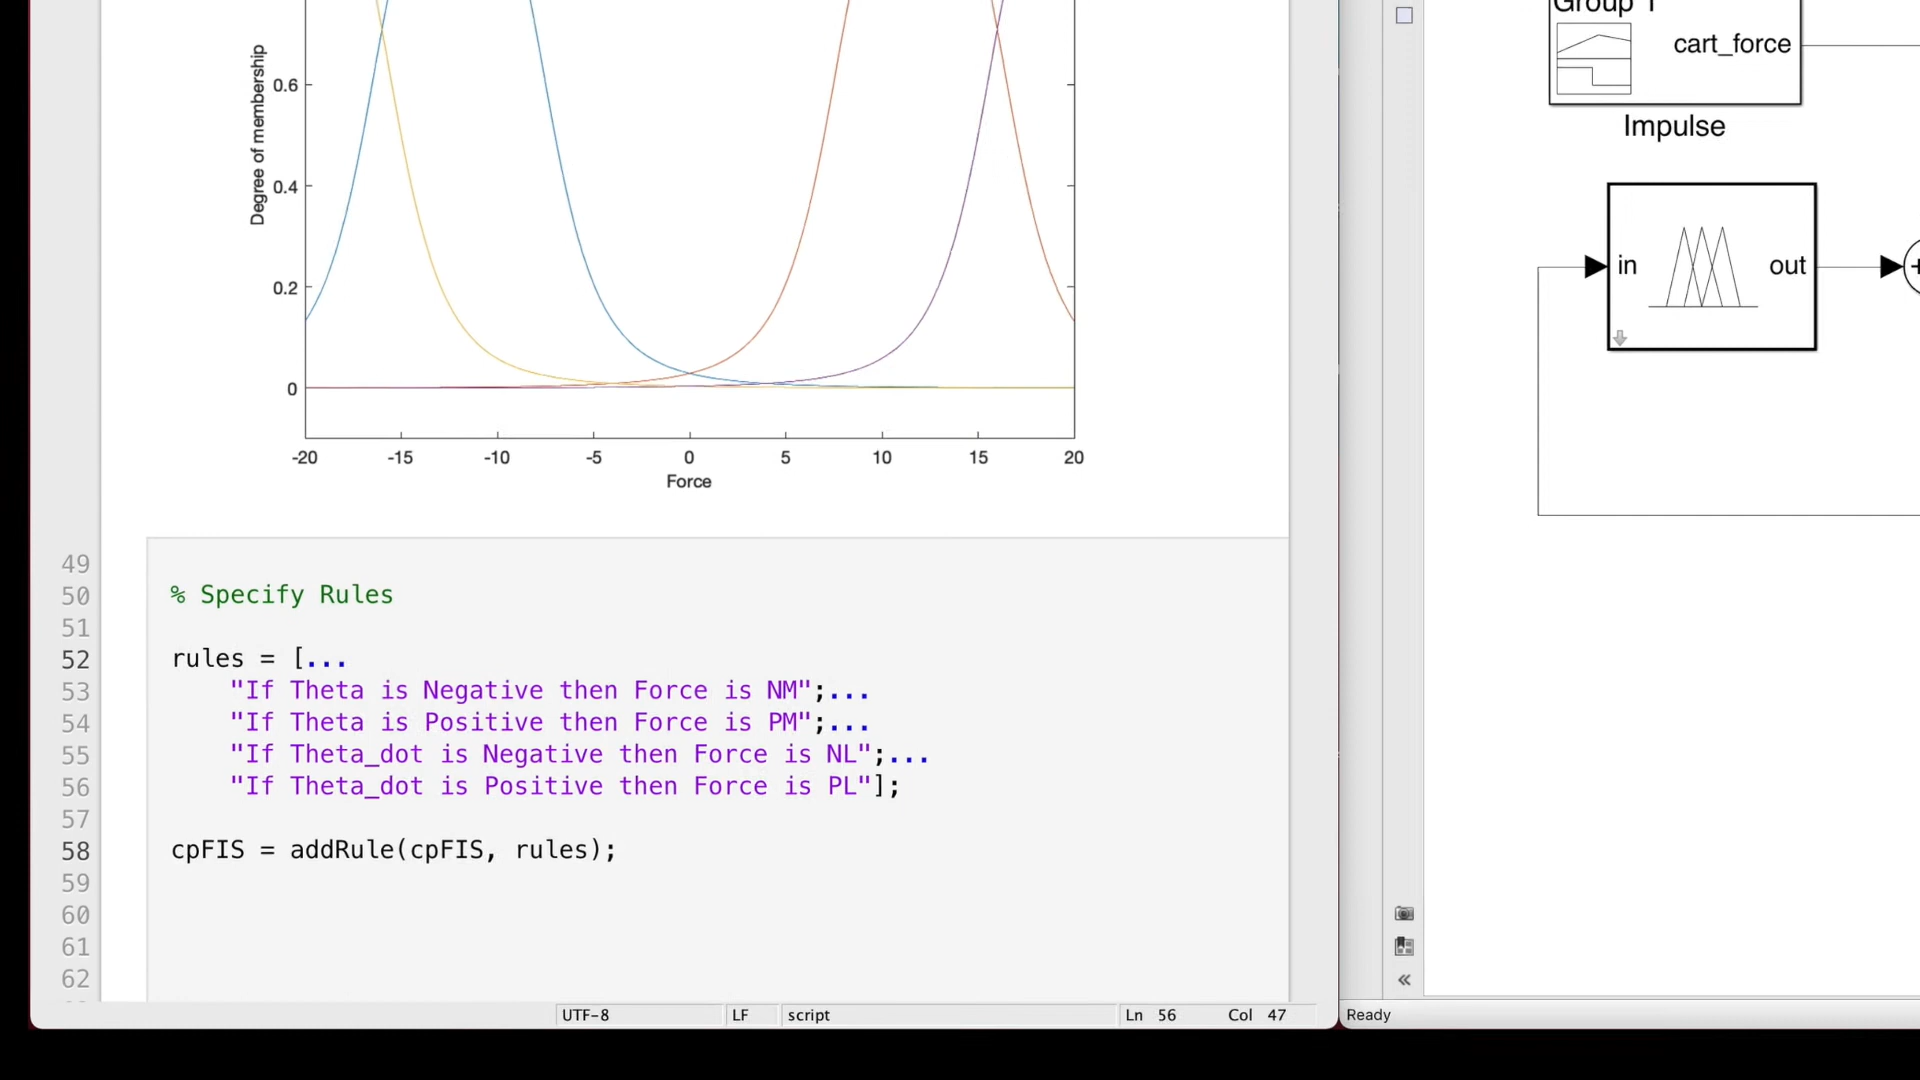 Degree of membership
0.6
0.4
0.2
0
-20 -15 -10 -5 0 5 10 15 20
Force
49
50 % Specify Rules
51
52 rules = [...
53 "If Theta is Negative then Force is NM";...
54 "If Theta is Positive then Force is PM";...
55 "If Theta_dot is Negative then Force is NL";...
56 "If Theta_dot is Positive then Force is PL"];
57
58 cpFIS = addRule(cpFIS, rules);
59
60
61
62
UTF-8 LF script Ln 56 Col 47
Group 1
cart_force
Impulse
in out
+
Ready